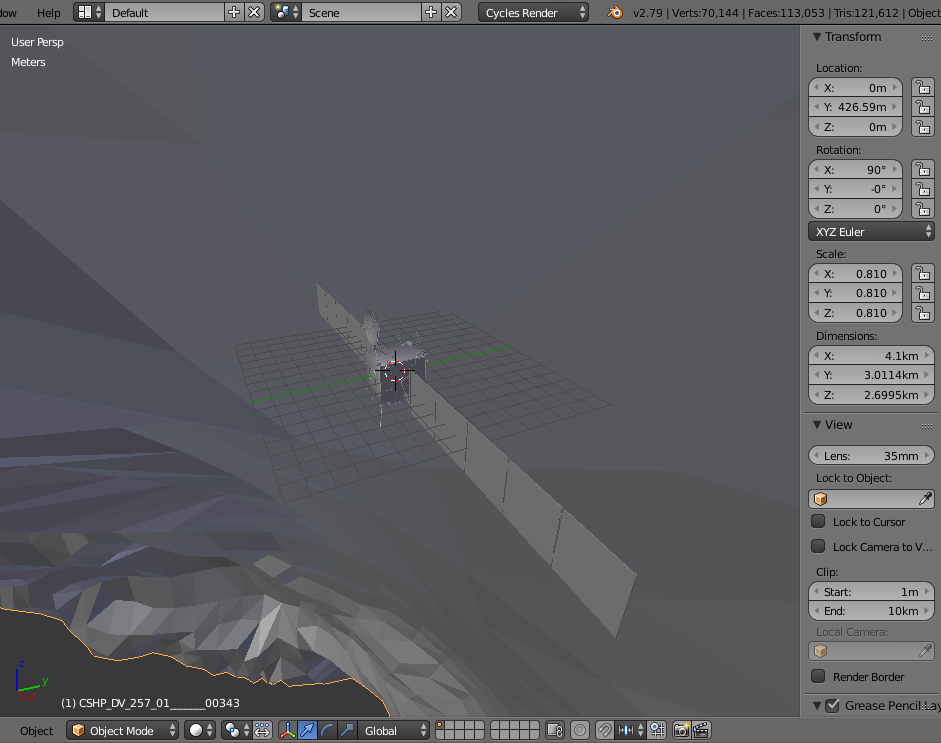 Help Default Scene Cycles Render v2.79 | Verts:70,144 | Faces:113,053 | Tris:121,612 |
User Persp
Meters
Transform
Location:
X: 0m
Y: 426.59m
Z: 0m
Rotation:
X: 90°
Y: -0°
Z: 0°
XYZ Euler
Scale:
X: 0.810
Y: 0.810
Z: 0.810
Dimensions:
X: 4.1km
Y: 3.0114km
Z: 2.6995km
View
Lens: 35mm
Lock to Object:
Lock to Cursor
Lock Camera to V...
Clip:
Start: 1m
End: 10km
Local Camera:
Render Border
Grease Pencil Lay
z
y
(1) CSHP_DV_257_01______00343
Object Object Mode Global